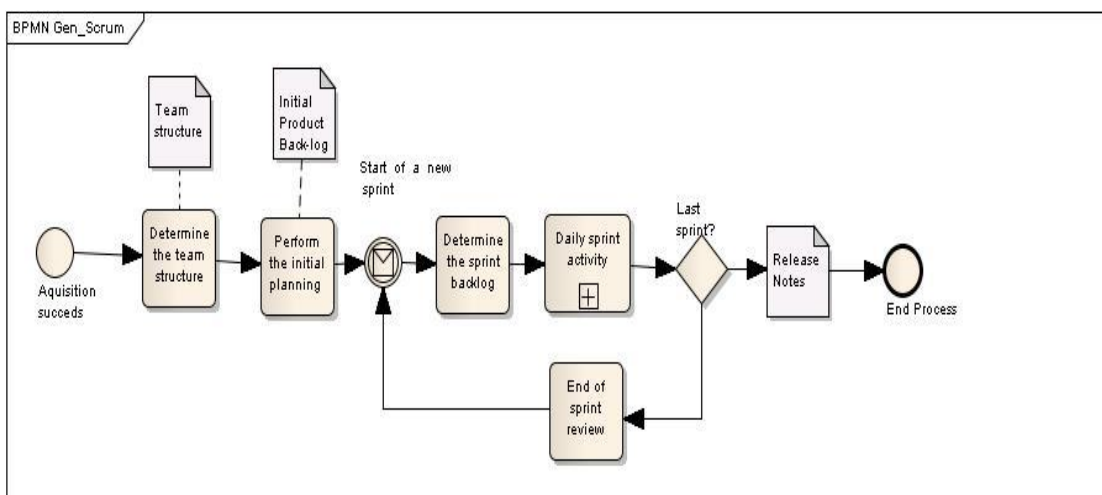 BPMN Gen_Scrum
Team
structure
Initial
Product
Back-log
Start of a new
sprint
Aquisition
succeds
Determine
the team
structure
Perform
the initial
planning
Determine
the sprint
backlog
Daily sprint
activity
Last
sprint?
Release
Notes
End Process
End of
sprint
review